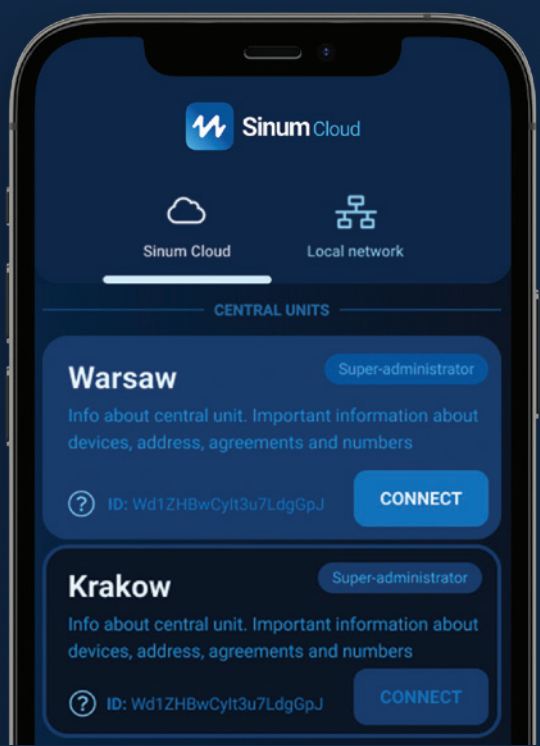 Sinum Cloud
Sinum Cloud
Local network
CENTRAL UNITS
Warsaw
Super-administrator
Info about central unit. Important information about
devices, address, agreements and numbers
ID: Wd1ZHBwCylt3u7LdgGpJ
CONNECT
Krakow
Super-administrator
Info about central unit. Important information about
devices, address, agreements and numbers
ID: Wd1ZHBwCylt3u7LdgGpJ
CONNECT